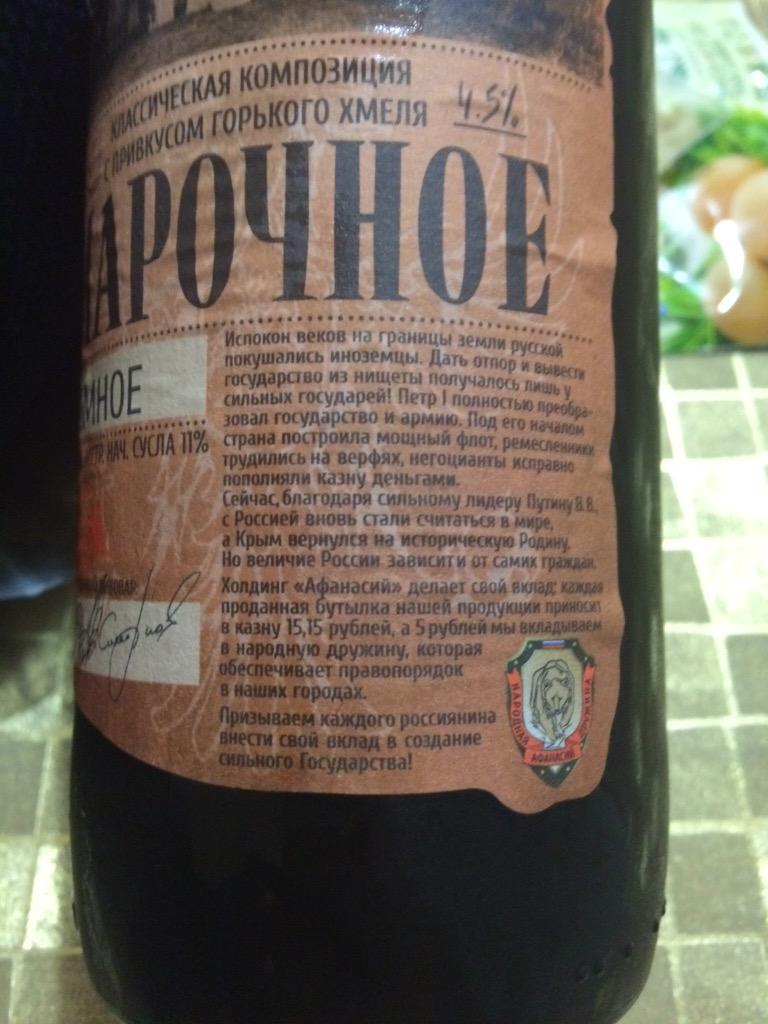 КЛАССИЧЕСКАЯ КОМПОЗИЦИЯ
С ПРИВКУСОМ ГОРЬКОГО ХМЕЛЯ
4.5%
АРОЧНОЕ
Испокон веков на границы земли русской
покушались иноземцы. Дать отпор и вывести
государство из нищеты получалось лишь у
сильных государей! Петр I полностью преобра-
зовал государство и армию. Под его началом
страна построила мощный флот, ремесленники
трудились на верфях, негоцианты исправно
пополняли казну деньгами.
Сейчас, благодаря сильному лидеру Путину В.В.,
с Россией вновь стали считаться в мире,
а Крым вернулся на историческую Родину.
Но величие России зависит и от самих граждан.
Холдинг «Афанасий» делает свой вклад: каждая
проданная бутылка нашей продукции приносит
в казну 15,15 рублей, а 5 рублей мы вкладываем
в народную дружину, которая
обеспечивает правопорядок
в наших городах.
Призываем каждого россиянина
внести свой вклад в создание
сильного Государства!
МНОЕ
НАЧ. СУСЛА 11%
НАРОДНАЯ ДРУЖИНА
АФАНАСИЙ